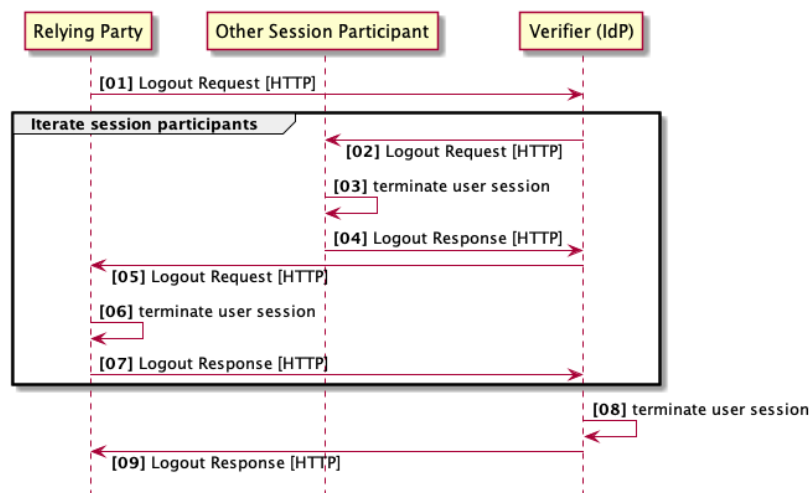 Relying Party
Other Session Participant
Verifier (IdP)
[01] Logout Request [HTTP]
Iterate session participants
[02] Logout Request [HTTP]
[03] terminate user session
[04] Logout Response [HTTP]
[05] Logout Request [HTTP]
[06] terminate user session
[07] Logout Response [HTTP]
[08] terminate user session
[09] Logout Response [HTTP]